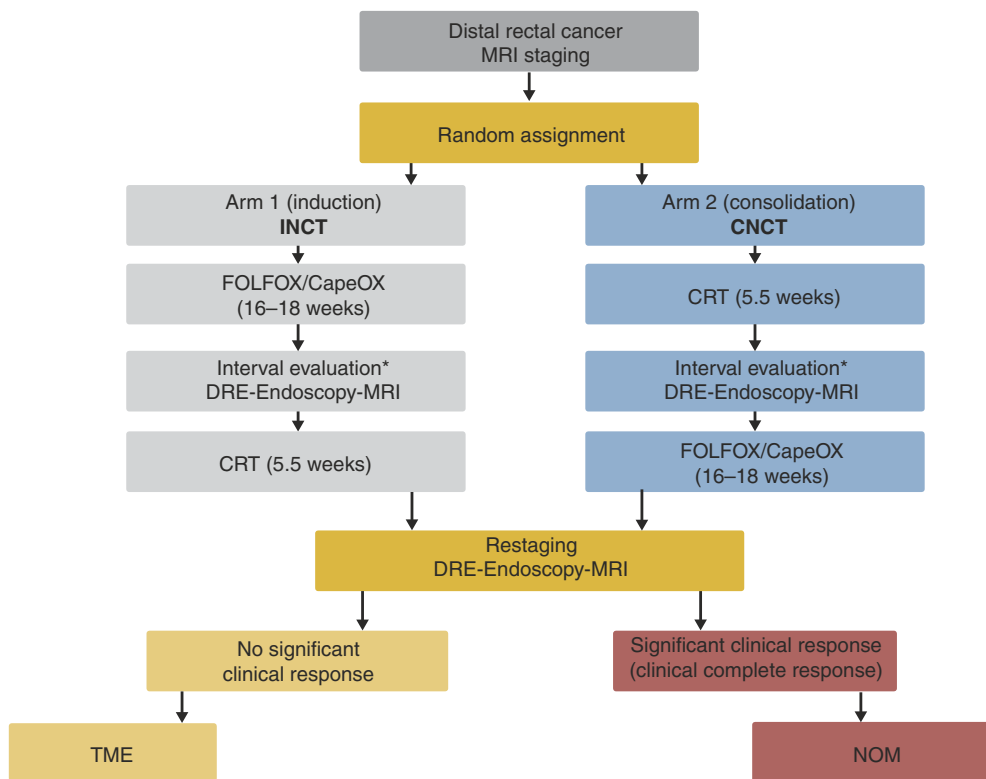 Distal rectal cancer
MRI staging
Random assignment
Arm 1 (induction)
INCT
Arm 2 (consolidation)
CNCT
FOLFOX/CapeOX
(16–18 weeks)
CRT (5.5 weeks)
Interval evaluation*
DRE-Endoscopy-MRI
Interval evaluation*
DRE-Endoscopy-MRI
CRT (5.5 weeks)
FOLFOX/CapeOX
(16–18 weeks)
Restaging
DRE-Endoscopy-MRI
No significant
clinical response
Significant clinical response
(clinical complete response)
TME
NOM